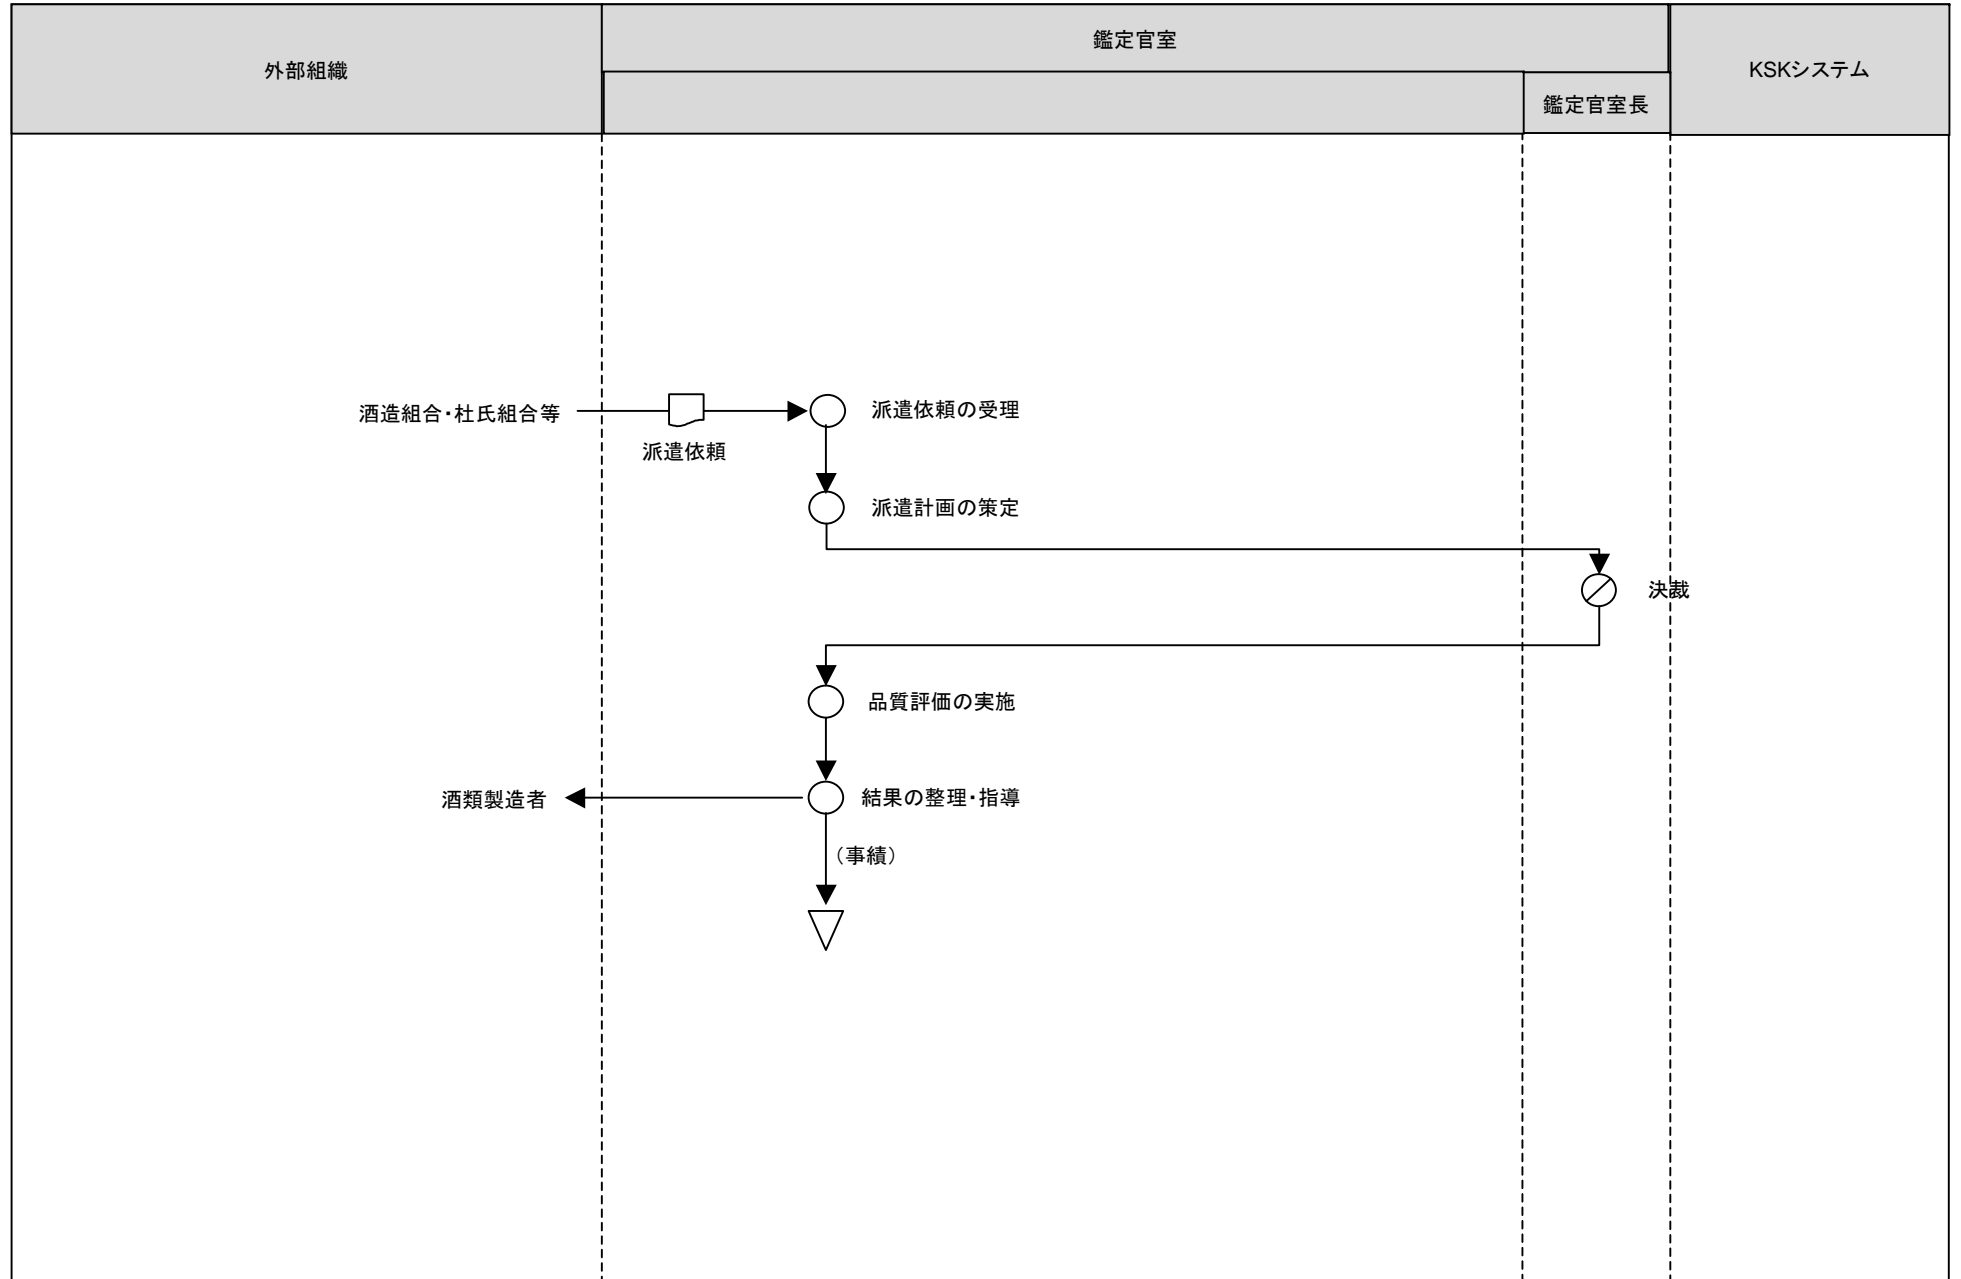 外部組織
鑑定官室
鑑定官室長
KSKシステム
酒造組合・杜氏組合等
派遣依頼
派遣依頼の受理
派遣計画の策定
決裁
品質評価の実施
酒類製造者
結果の整理・指導
（事績）